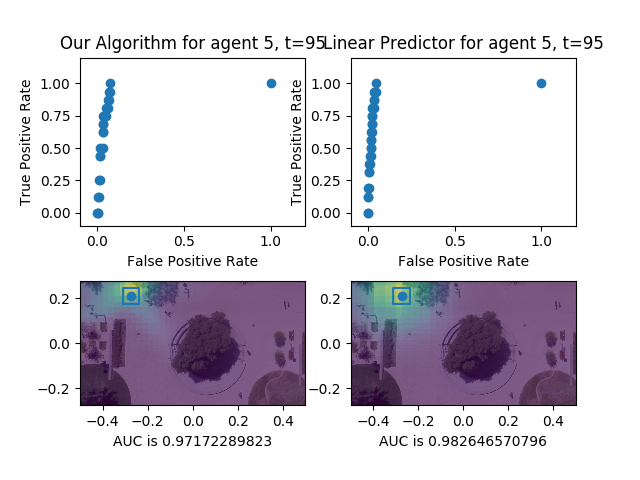 Our Algorithm for agent 5, t=95
Linear Predictor for agent 5, t=95
True Positive Rate
1.00
0.75
0.50
0.25
0.00
0.0 0.5 1.0
False Positive Rate
True Positive Rate
1.00
0.75
0.50
0.25
0.00
0.0 0.5 1.0
False Positive Rate
0.2
0.0
−0.2
−0.4 −0.2 0.0 0.2 0.4
AUC is 0.97172289823
0.2
0.0
−0.2
−0.4 −0.2 0.0 0.2 0.4
AUC is 0.982646570796